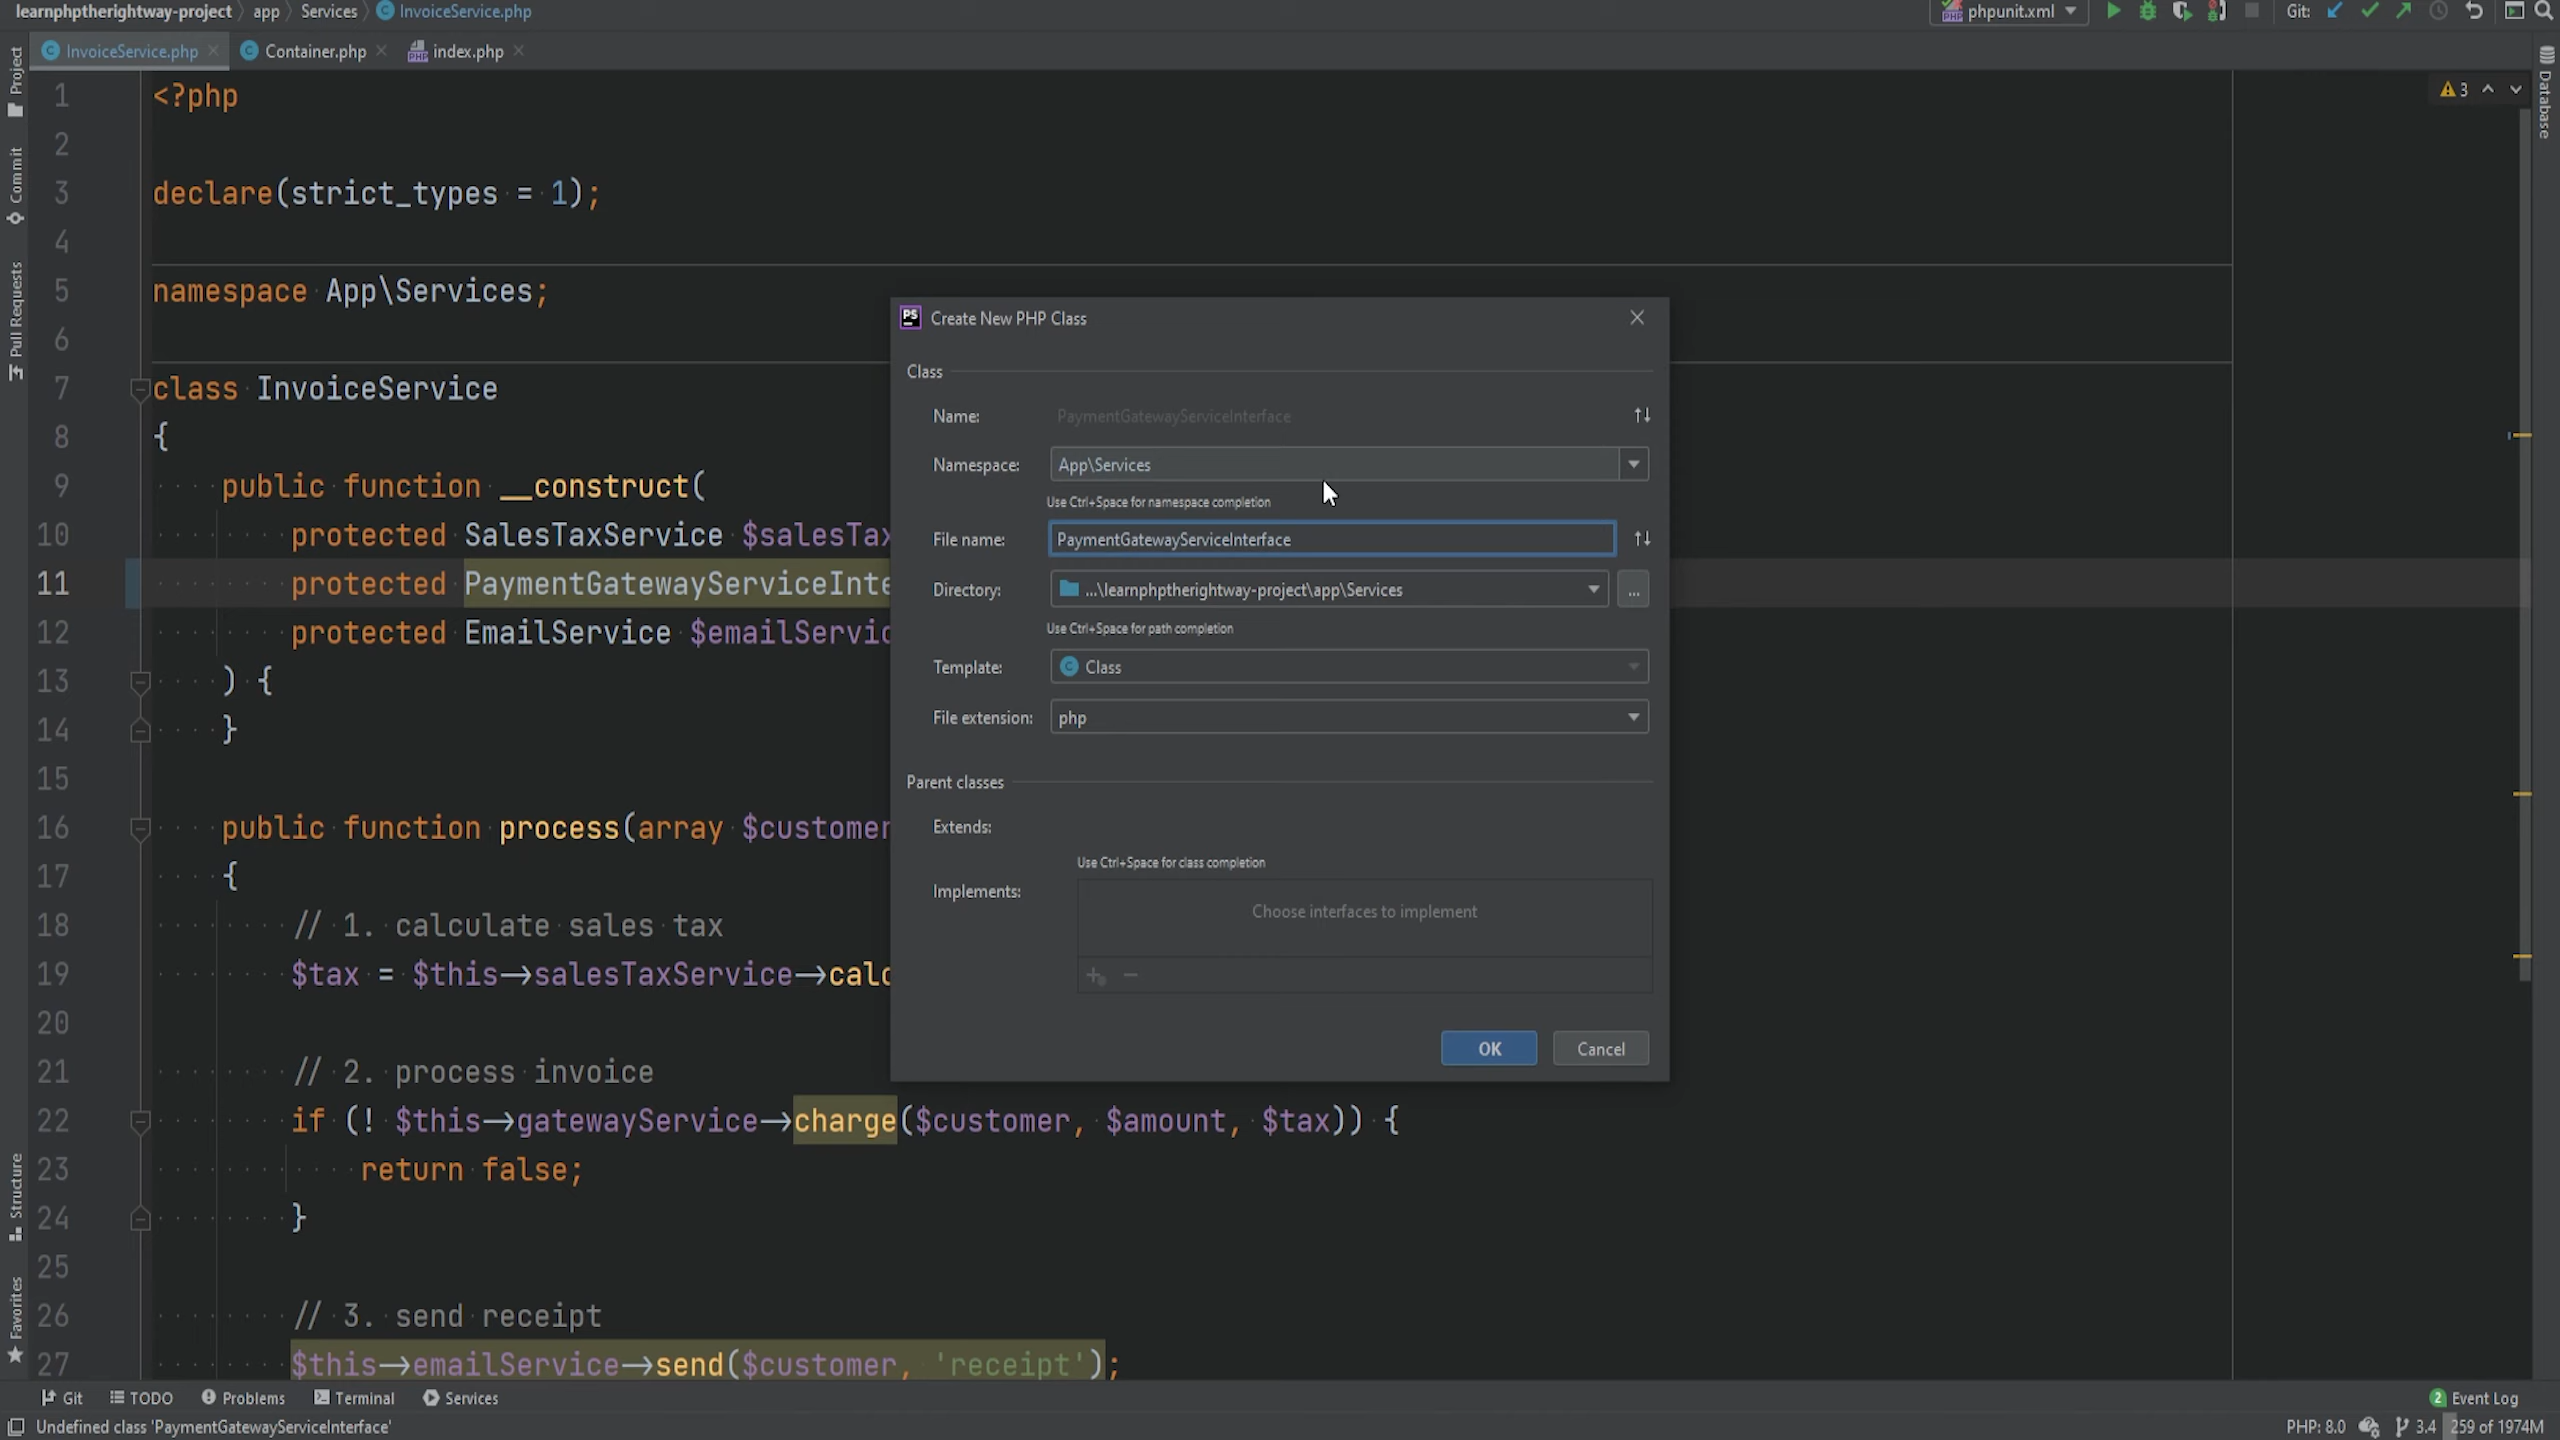 learnphptherightway-project app Services InvoiceService.php
phpunit.xml Git:
InvoiceService.php Container.php index.php
Project
Commit
Pull Requests
Structure
Favorites
Database
3
1 <?php
2
3 declare(strict_types = 1);
4
5 namespace App\Services;
6
7 class InvoiceService
8 {
9 public function __construct(
10 protected SalesTaxService $salesTax
11 protected PaymentGatewayServiceInte
12 protected EmailService $emailServic
13 ) {
14 }
15
16 public function process(array $customer
17 {
18 // 1. calculate sales tax
19 $tax = $this→salesTaxService→calc
20
21 // 2. process invoice
22 if (! $this→gatewayService→charge($customer, $amount, $tax)) {
23 return false;
24 }
25
26 // 3. send receipt
27 $this→emailService→send($customer, 'receipt');
PS Create New PHP Class
Class
Name: PaymentGatewayServiceInterface
Namespace: App\Services
Use Ctrl+Space for namespace completion
File name: PaymentGatewayServiceInterface
Directory: ...\learnphptherightway-project\app\Services ...
Use Ctrl+Space for path completion
Template: C Class
File extension: php
Parent classes
Extends:
Use Ctrl+Space for class completion
Implements:
Choose interfaces to implement
OK Cancel
Git TODO Problems Terminal Services 2 Event Log
Undefined class 'PaymentGatewayServiceInterface' PHP: 8.0 3.4 259 of 1974M